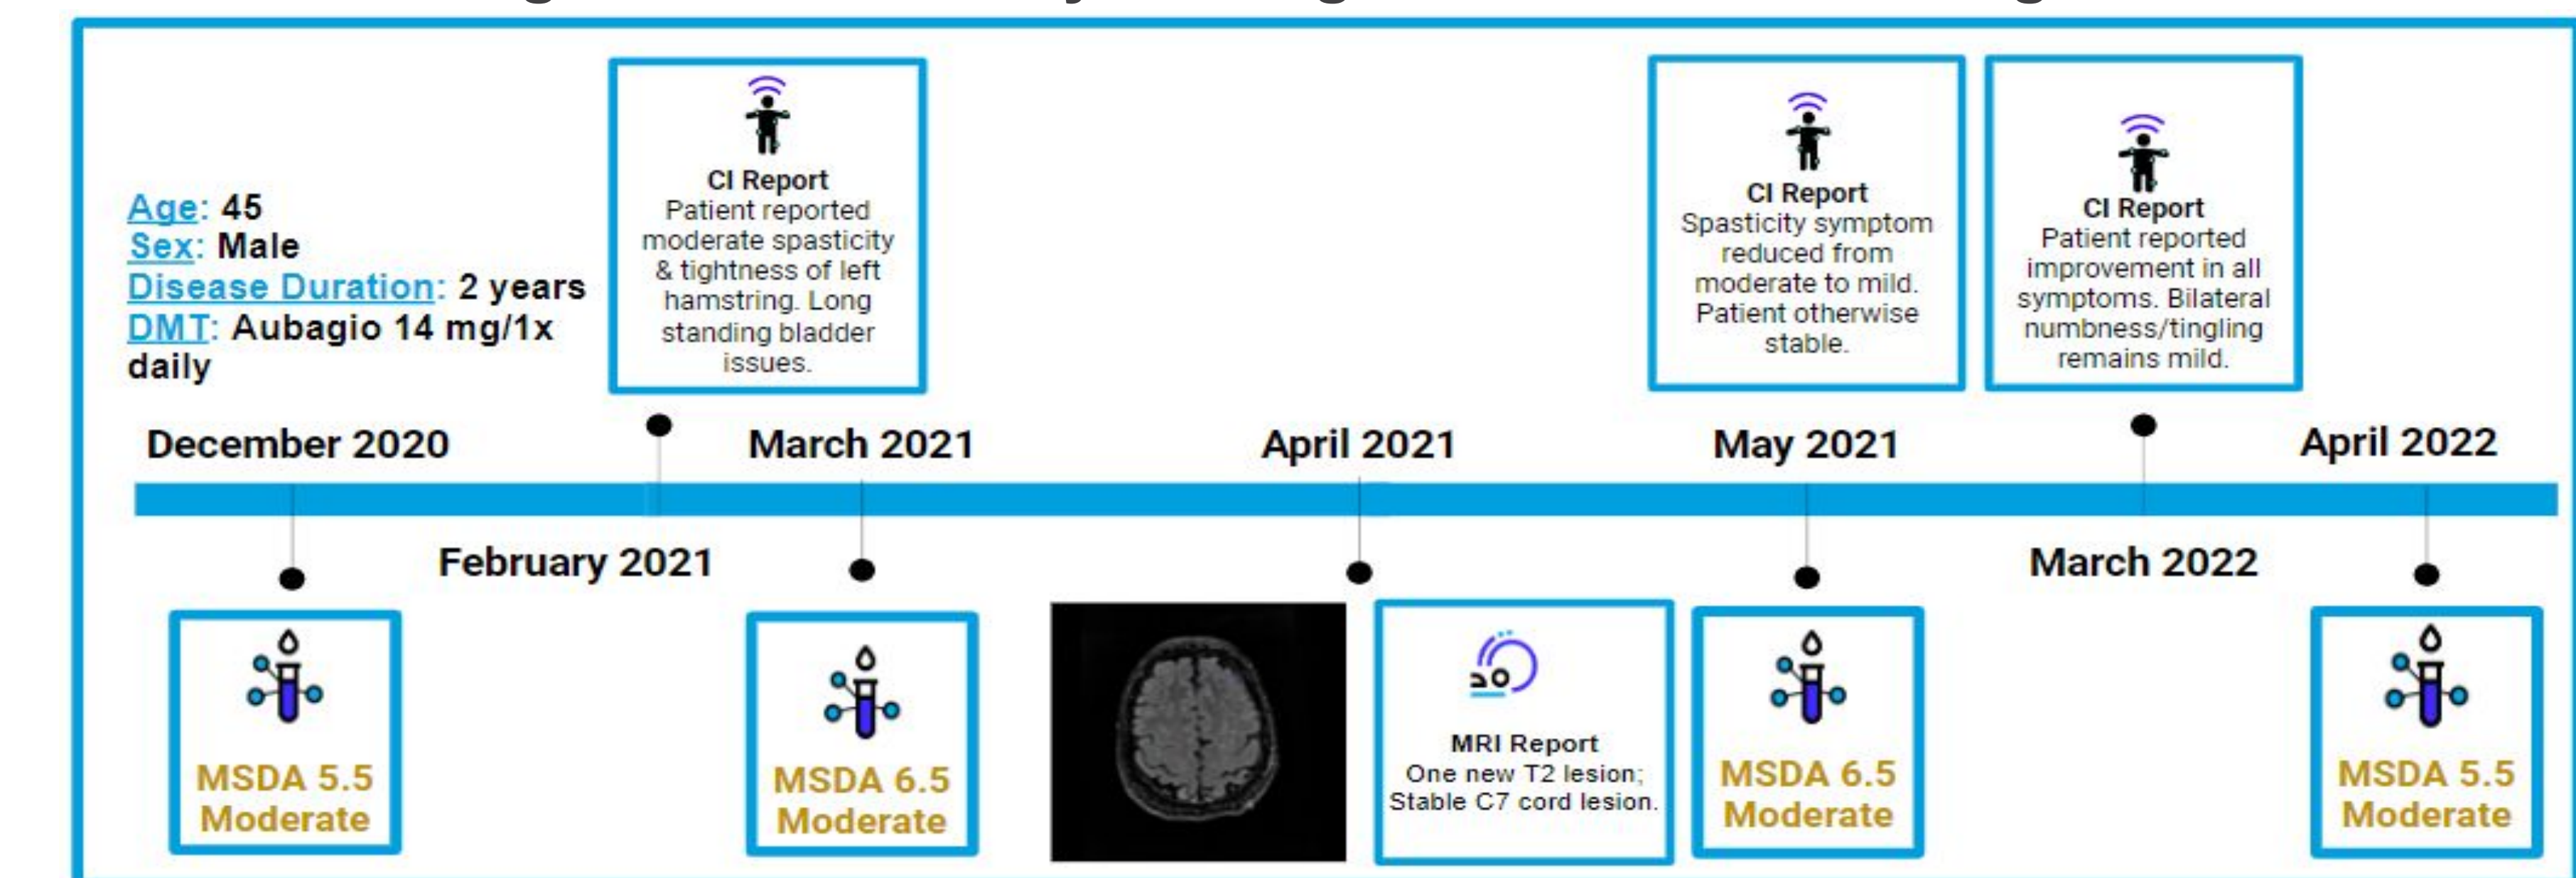 Age: 45
Sex: Male
Disease Duration: 2 years
DMT: Aubagio 14 mg/1x
daily
CI Report
Patient reported
moderate spasticity
& tightness of left
hamstring. Long
standing bladder
issues.
CI Report
Spasticity symptom
reduced from
moderate to mild.
Patient otherwise
stable.
CI Report
Patient reported
improvement in all
symptoms. Bilateral
numbness/tingling
remains mild.
December 2020
March 2021
April 2021
May 2021
April 2022
February 2021
March 2022
MSDA 5.5
Moderate
MSDA 6.5
Moderate
MRI Report
One new T2 lesion;
Stable C7 cord lesion.
MSDA 6.5
Moderate
MSDA 5.5
Moderate